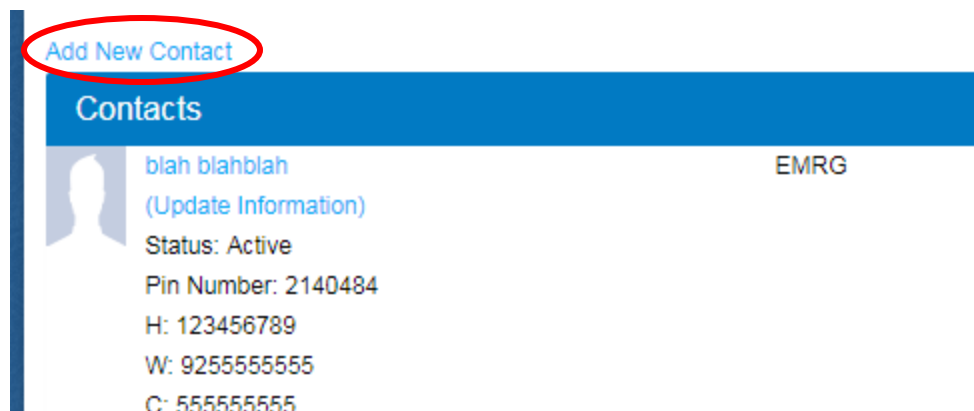 Add New Contact
Contacts
blah blahblah EMRG
(Update Information)
Status: Active
Pin Number: 2140484
H: 123456789
W: 9255555555
C: 555555555